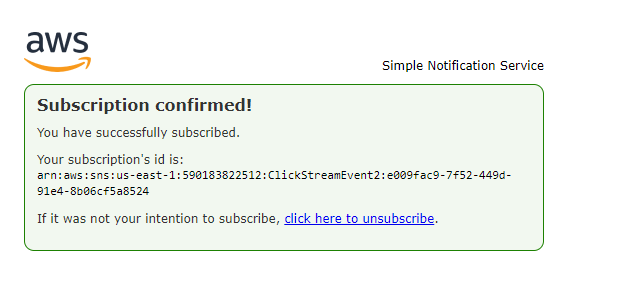 aws
Simple Notification Service
Subscription confirmed!
You have successfully subscribed.
Your subscription's id is:
arn:aws:sns:us-east-1:590183822512:ClickStreamEvent2:e009fac9-7f52-449d-
91e4-8b06cf5a8524
If it was not your intention to subscribe, click here to unsubscribe.